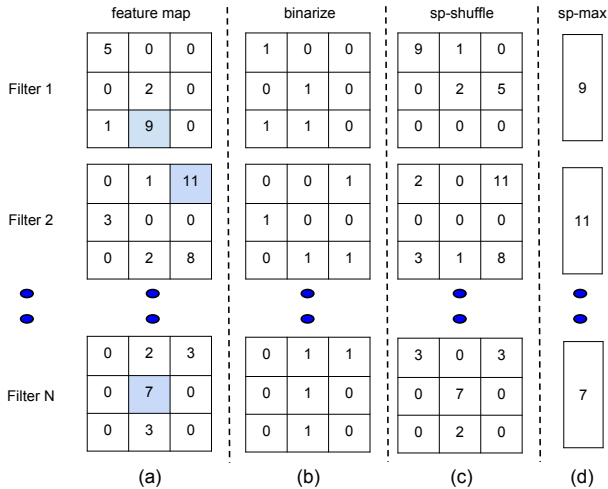 feature map binarize sp-shuffle sp-max
5 0 0 1 0 0 9 1 0
Filter 1 0 2 0 0 1 0 0 2 5 9
1 9 0 1 1 0 0 0 0
0 1 11 0 0 1 2 0 11
Filter 2 3 0 0 1 0 0 0 0 0 11
0 2 8 0 1 1 3 1 8
0 2 3 0 1 1 3 0 3
Filter N 0 7 0 0 1 0 0 7 0 7
0 3 0 0 1 0 0 2 0
(a) (b) (c) (d)